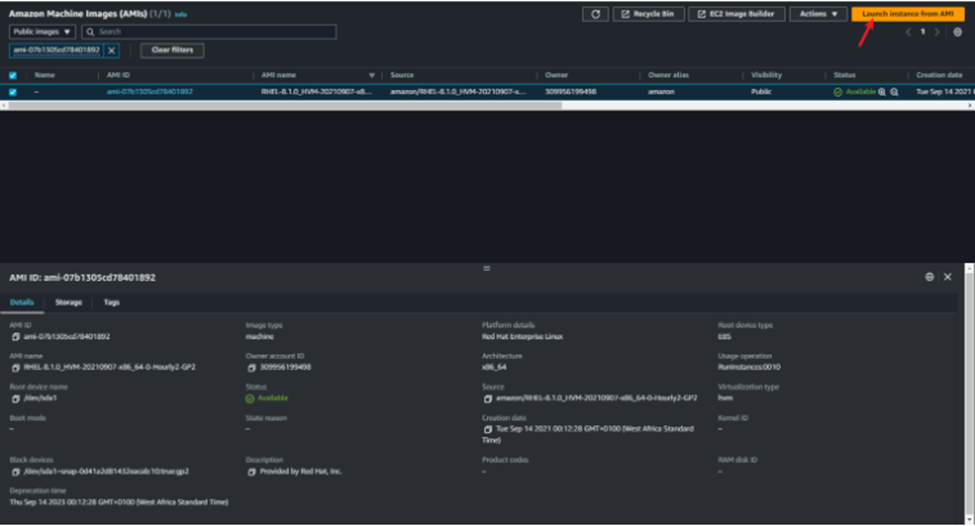 Amazon Machine Images (AMIs) (1/1) Info
Recycle Bin
EC2 Image Builder
Actions
Launch instance from AMI
Public images
Search
1
ami-07b1305cd78401892
Clear filters
Name
AMI ID
AMI name
Source
Owner
Owner alias
Visibility
Status
Creation date
–
ami-07b1305cd78401892
RHEL-8.1.0_HVM-20210907-x8...
amazon/RHEL-8.1.0_HVM-20210907-x...
309956199498
amazon
Public
Available
Tue Sep 14 2021
AMI ID: ami-07b1305cd78401892
Details
Storage
Tags
AMI ID
Image type
Platform details
Root device type
ami-07b1305cd78401892
machine
Red Hat Enterprise Linux
EBS
AMI name
Owner account ID
Architecture
Usage operation
RHEL-8.1.0_HVM-20210907-x86_64-0-Hourly2-GP2
309956199498
x86_64
RunInstances:0010
Root device name
Status
Source
Virtualization type
/dev/sda1
Available
amazon/RHEL-8.1.0_HVM-20210907-x86_64-0-Hourly2-GP2
hvm
Boot mode
State reason
Creation date
Kernel ID
–
–
Tue Sep 14 2021 00:12:28 GMT+0100 (West Africa Standard
Time)
–
Block devices
Description
Product codes
RAM disk ID
Provided by Red Hat, Inc.
–
–
Deprecation time
Thu Sep 14 2023 00:12:28 GMT+0100 (West Africa Standard Time)